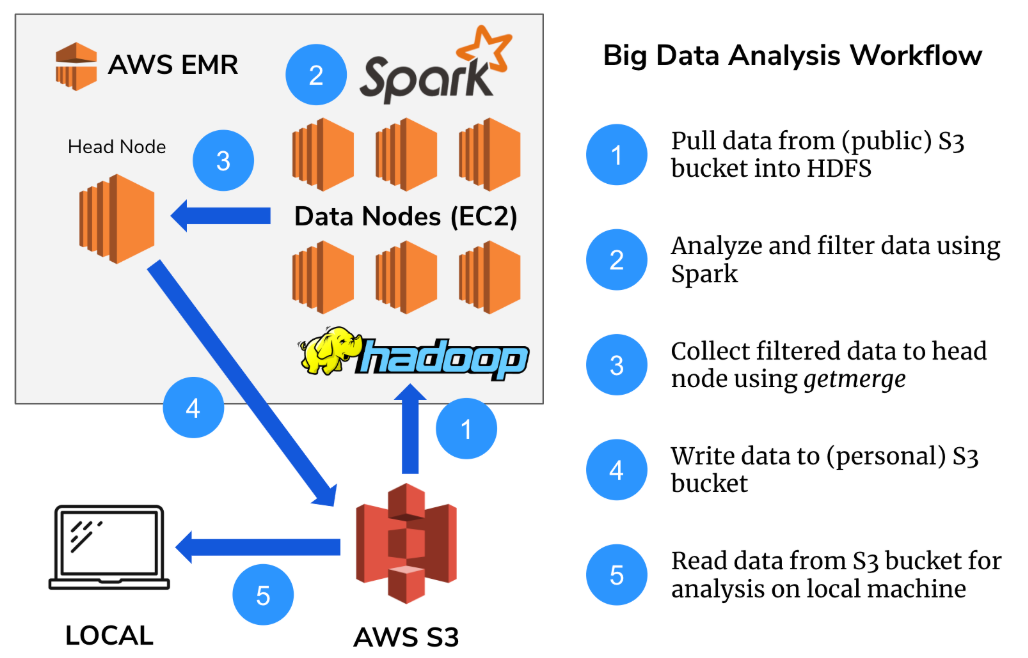 AWS EMR
2
Spark
Head Node
3
Data Nodes (EC2)
hadoop
4
1
5
LOCAL
AWS S3
Big Data Analysis Workflow
1
Pull data from (public) S3
bucket into HDFS
2
Analyze and filter data using
Spark
3
Collect filtered data to head
node using getmerge
4
Write data to (personal) S3
bucket
5
Read data from S3 bucket for
analysis on local machine